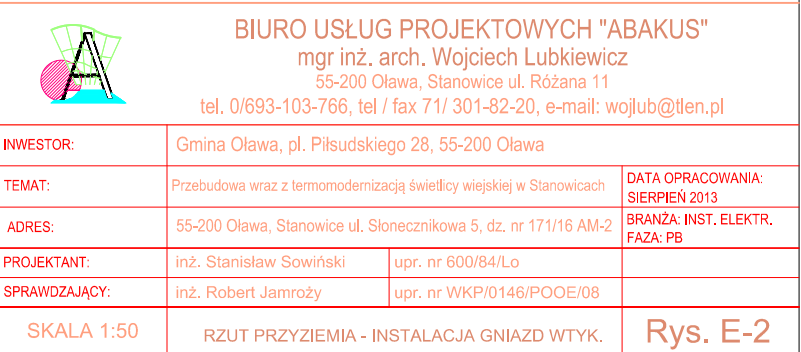 BIURO USŁUG PROJEKTOWYCH "ABAKUS"
mgr inż. arch. Wojciech Lubkiewicz
55-200 Oława, Stanowice ul. Różana 11
tel. 0/693-103-766, tel / fax 71/ 301-82-20, e-mail: wojlub@tlen.pl
INWESTOR: Gmina Oława, pl. Piłsudskiego 28, 55-200 Oława
TEMAT: Przebudowa wraz z termomodernizacją świetlicy wiejskiej w Stanowicach
DATA OPRACOWANIA:
SIERPIEŃ 2013
ADRES: 55-200 Oława, Stanowice ul. Słonecznikowa 5, dz. nr 171/16 AM-2
BRANŻA: INST. ELEKTR.
FAZA: PB
PROJEKTANT: inż. Stanisław Sowiński upr. nr 600/84/Lo
SPRAWDZAJĄCY: inż. Robert Jamroży upr. nr WKP/0146/POOE/08
SKALA 1:50 RZUT PRZYZIEMIA - INSTALACJA GNIAZD WTYK. Rys. E-2